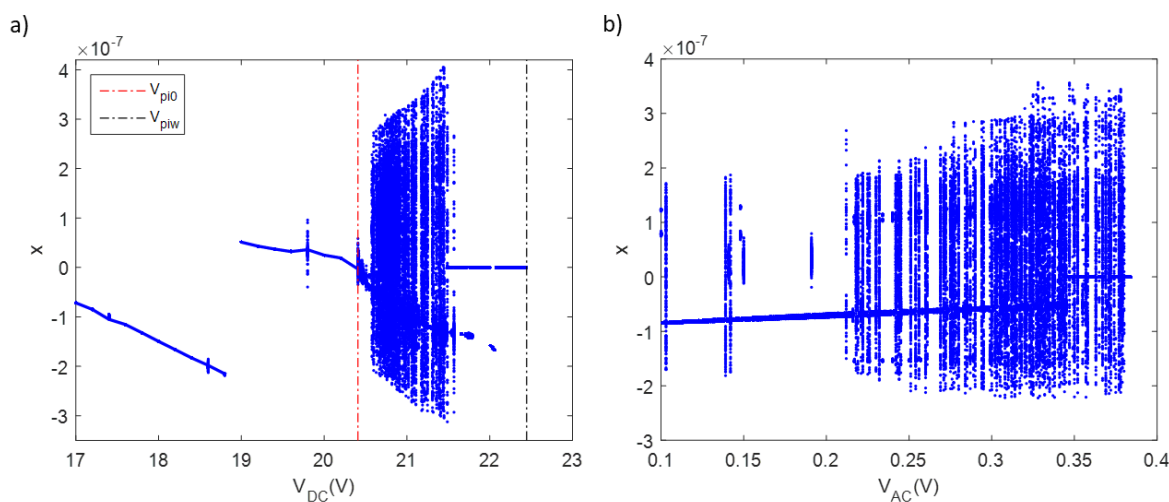 a)
×10⁻⁷
4
3
2
1
0
-1
-2
-3
x
17 18 19 20 21 22 23
V_DC(V)
V_pi0
V_piw
b)
×10⁻⁷
4
3
2
1
0
-1
-2
-3
x
0.1 0.15 0.2 0.25 0.3 0.35 0.4
V_AC(V)